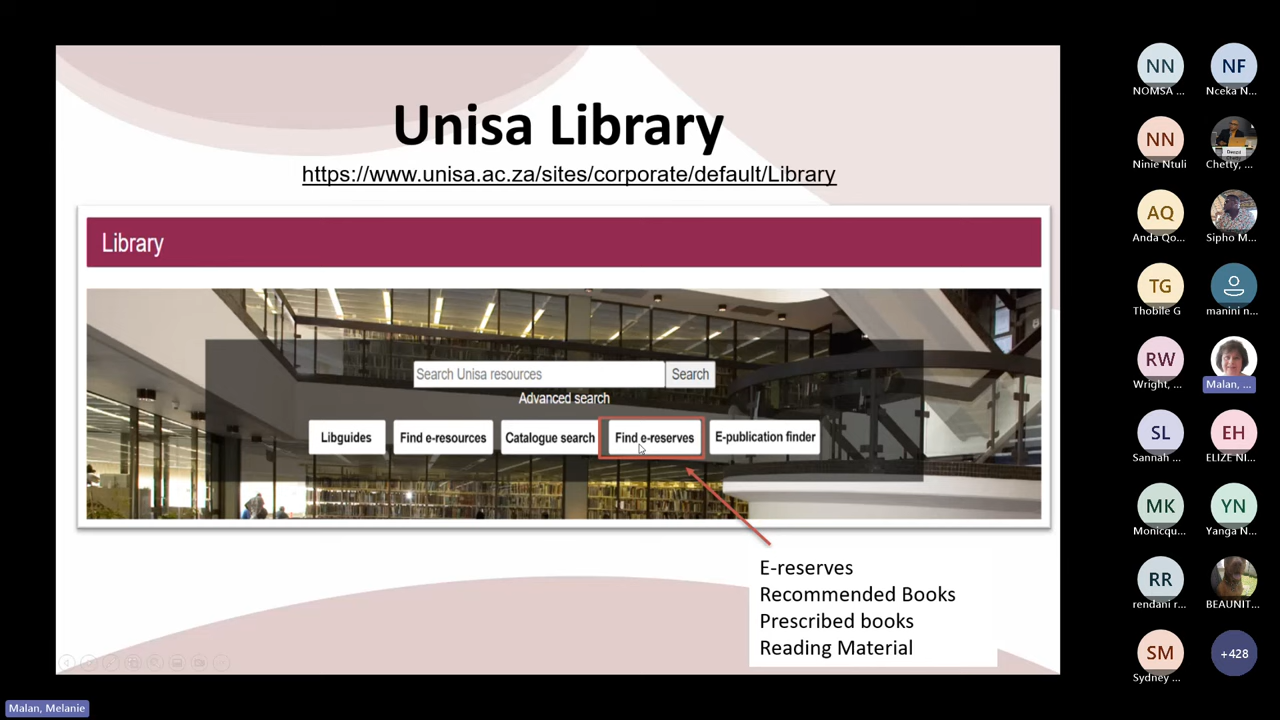 Unisa Library
https://www.unisa.ac.za/sites/corporate/default/Library
Library
Search Unisa resources
Search
Advanced search
Libguides
Find e-resources
Catalogue search
Find e-reserves
E-publication finder
E-reserves
Recommended Books
Prescribed books
Reading Material
NN
NOMSA ...
NF
Nceka N...
NN
Ninie Ntuli
Chetty, ...
AQ
Anda Qo...
Sipho M...
TG
Thobile G
manini n...
RW
Wright, ...
Malan, ...
SL
Sannah ...
EH
ELIZE NI...
MK
Monicqu...
YN
Yanga N...
RR
rendani r...
BEAUNIT...
SM
Sydney ...
+428
Malan, Melanie